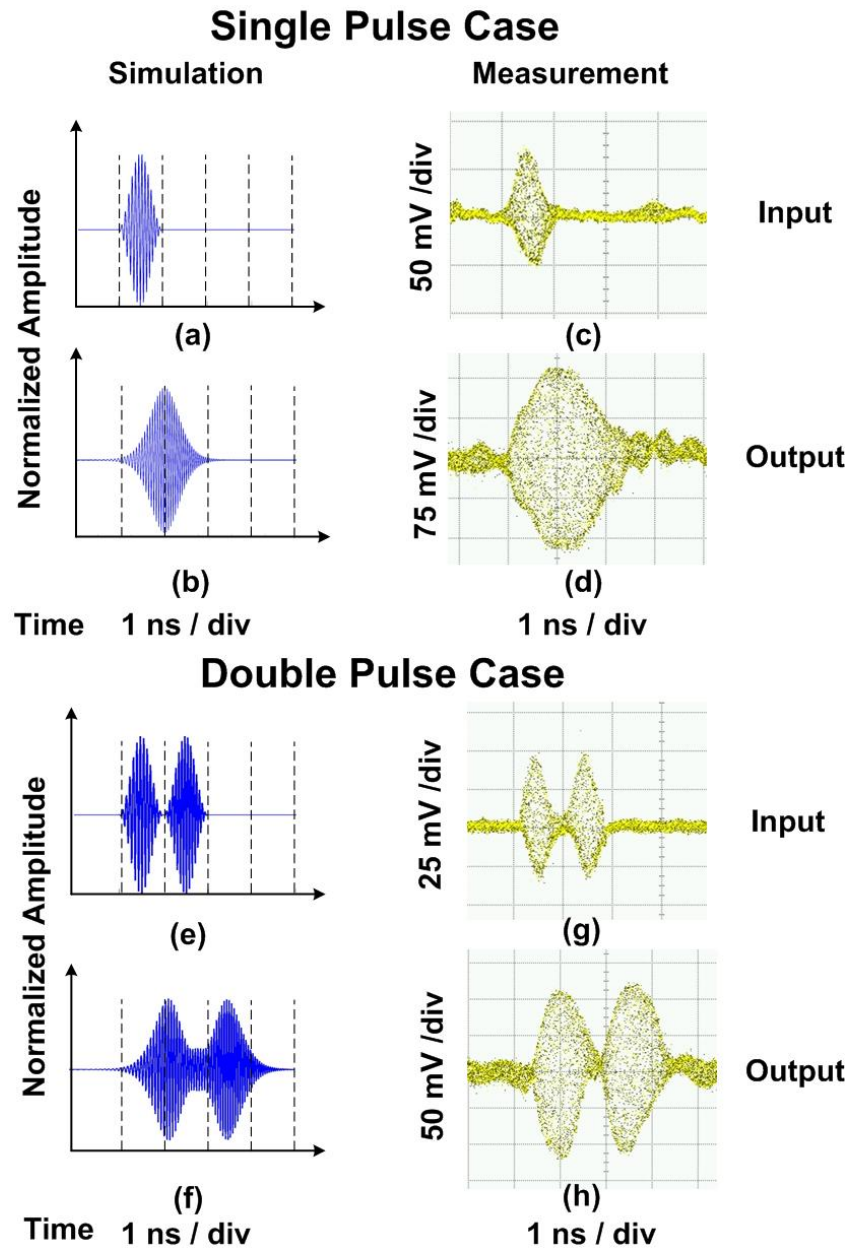 Single Pulse Case
Simulation Measurement
Normalized Amplitude
50 mV /div
Input
(a) (c)
75 mV /div
Output
(b) (d)
Time 1 ns / div 1 ns / div
Double Pulse Case
Normalized Amplitude
25 mV /div
Input
(e) (g)
50 mV /div
Output
(f) (h)
Time 1 ns / div 1 ns / div